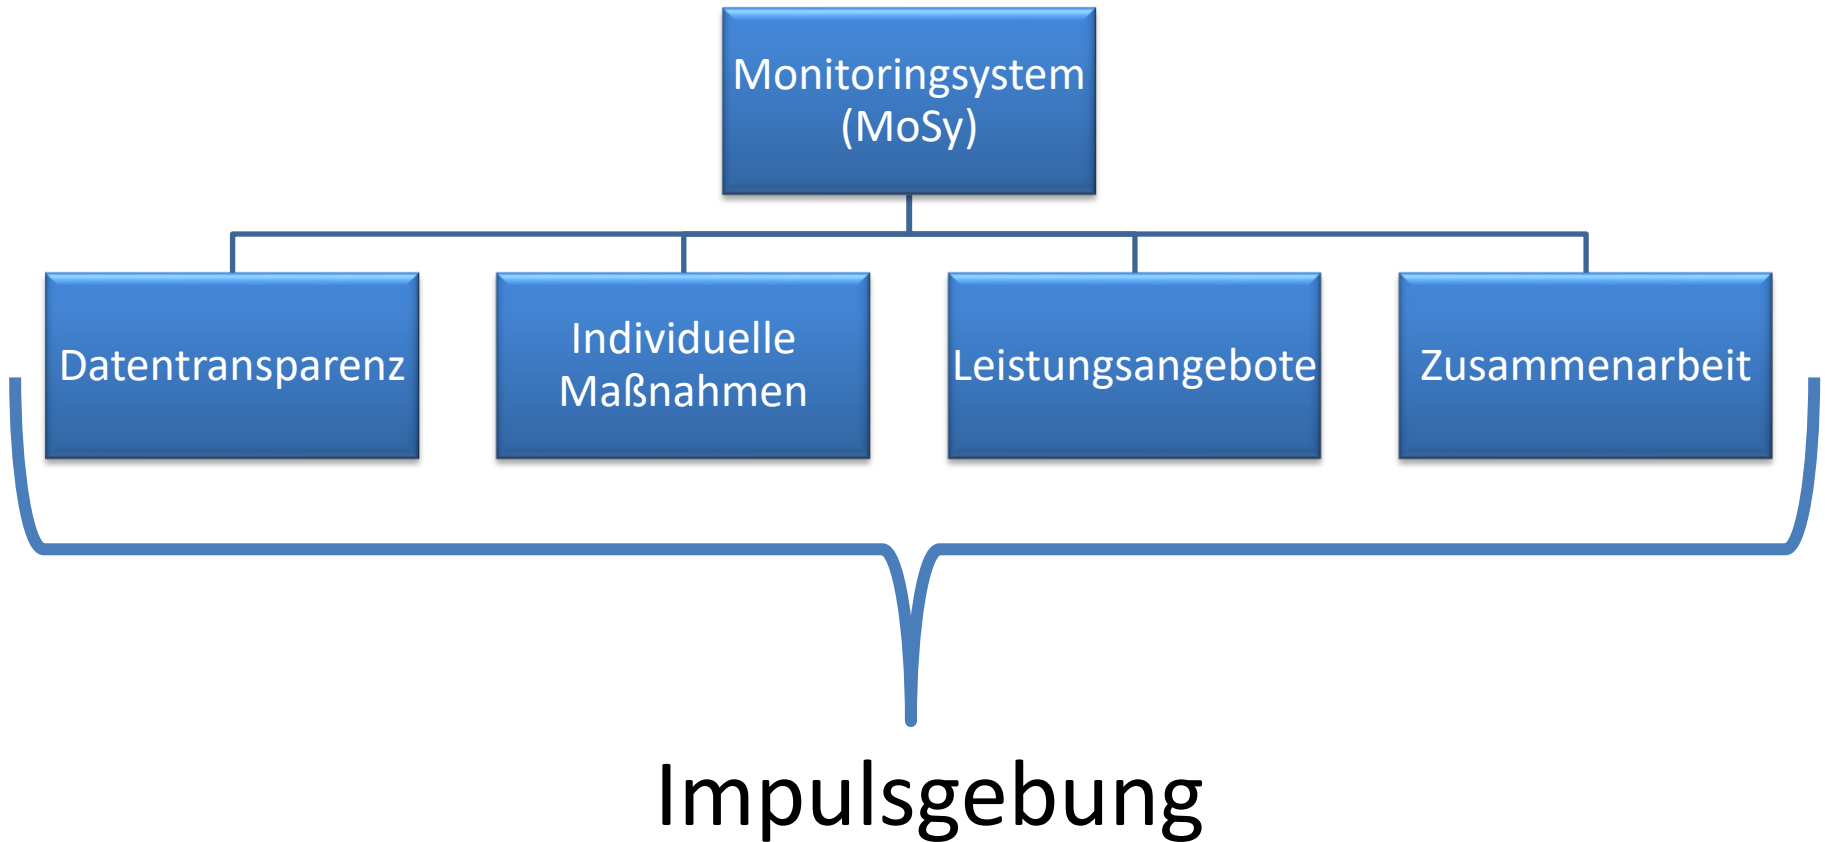 Monitoringsystem
(MoSy)
Datentransparenz
Individuelle
Maßnahmen
Leistungsangebote
Zusammenarbeit
Impulsgebung